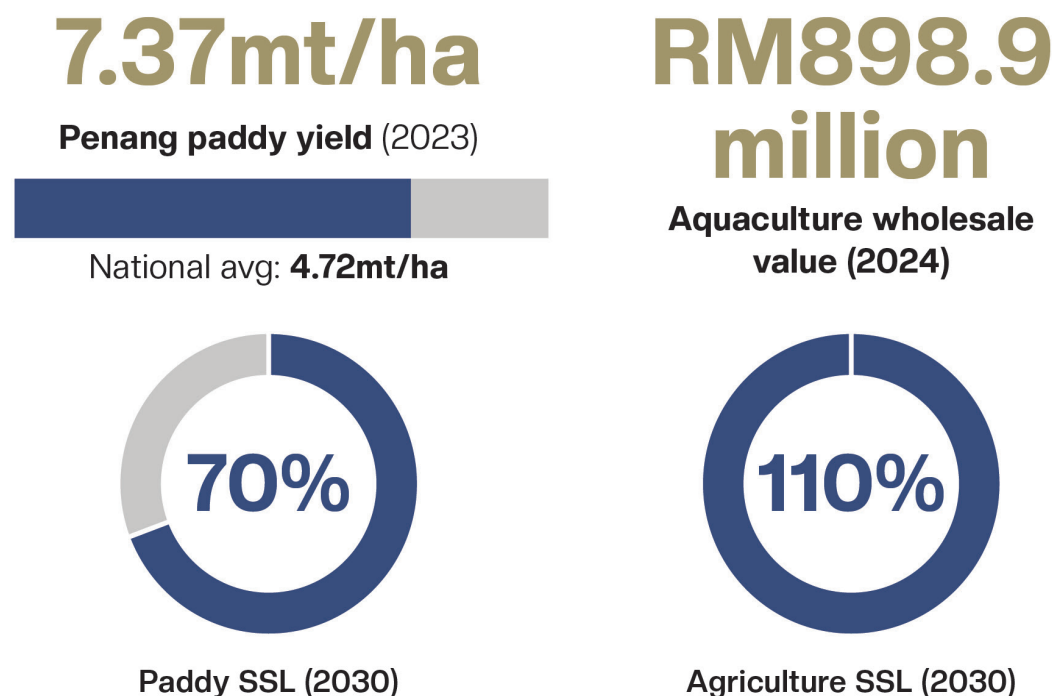 7.37mt/ha
Penang paddy yield (2023)
National avg: 4.72mt/ha
RM898.9
million
Aquaculture wholesale
value (2024)
70%
Paddy SSL (2030)
110%
Agriculture SSL (2030)